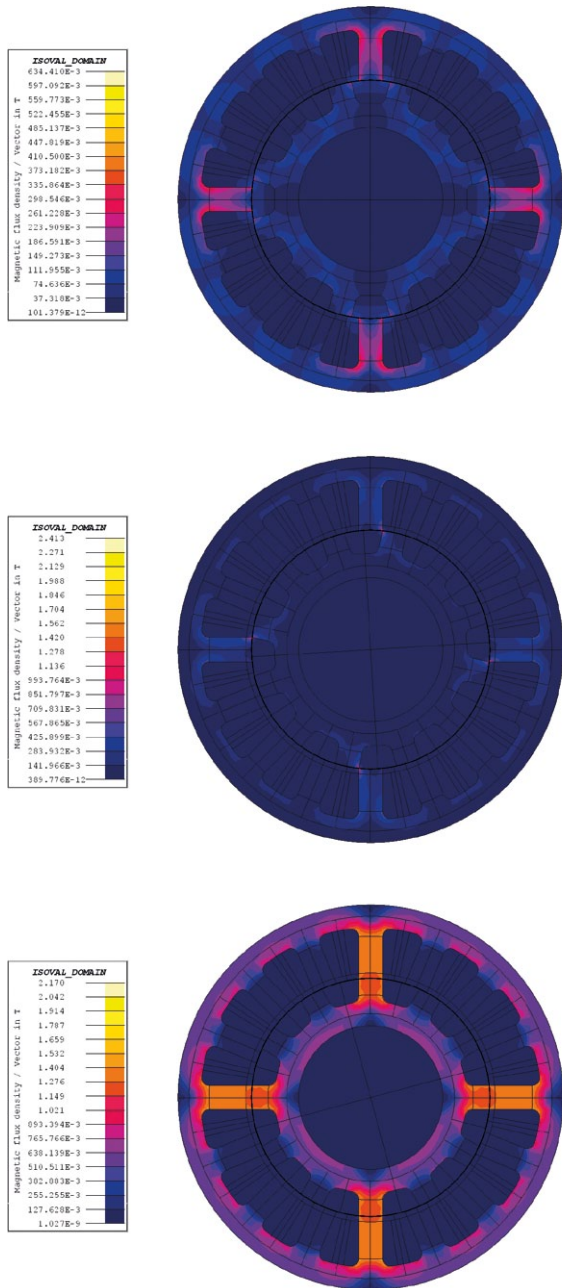 ISOVAL_DOMAIN
Magnetic flux density / Vector in T
634.410E-3
597.092E-3
559.773E-3
522.455E-3
485.137E-3
447.819E-3
410.500E-3
373.182E-3
335.864E-3
298.546E-3
261.228E-3
223.909E-3
186.591E-3
149.273E-3
111.955E-3
74.636E-3
37.318E-3
101.379E-12
ISOVAL_DOMAIN
Magnetic flux density / Vector in T
2.413
2.271
2.129
1.988
1.846
1.704
1.562
1.420
1.278
1.136
993.764E-3
851.797E-3
709.831E-3
567.865E-3
425.899E-3
283.932E-3
141.966E-3
389.776E-12
ISOVAL_DOMAIN
Magnetic flux density / Vector in T
2.170
2.042
1.914
1.787
1.659
1.532
1.404
1.276
1.149
1.021
893.394E-3
765.766E-3
638.139E-3
510.511E-3
382.883E-3
255.255E-3
127.628E-3
1.027E-9